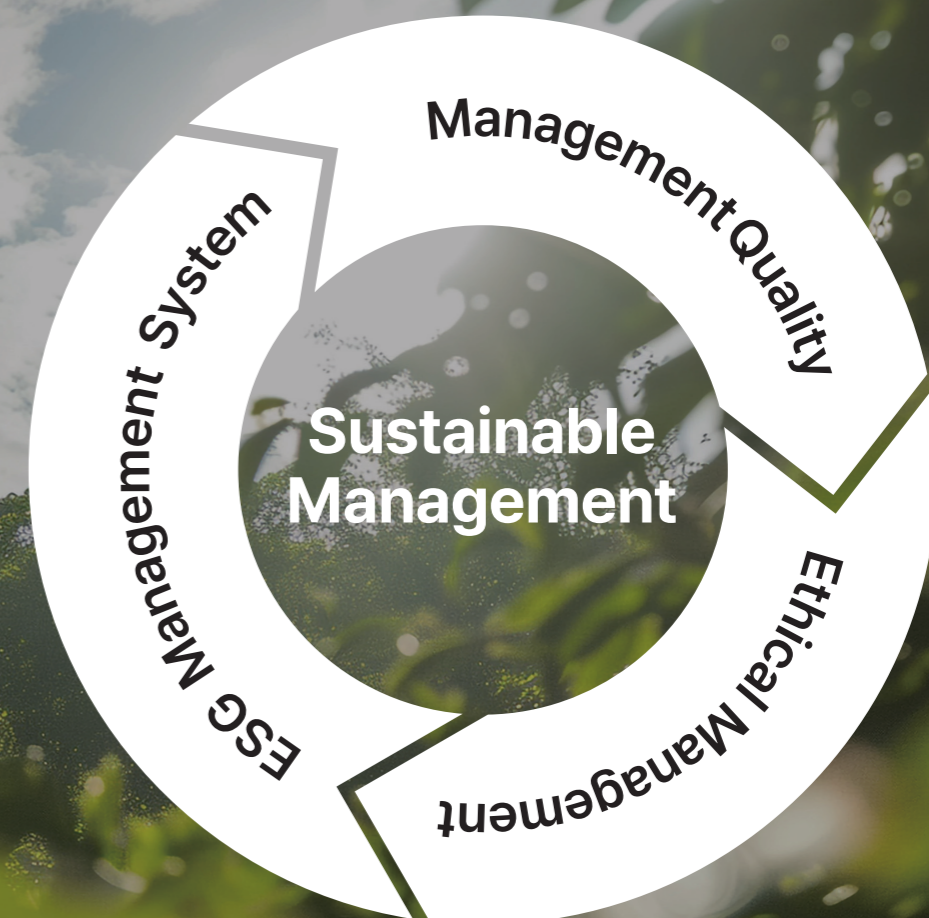 Management Quality
Sustainable
Management
Ethical Management
ESG Management System